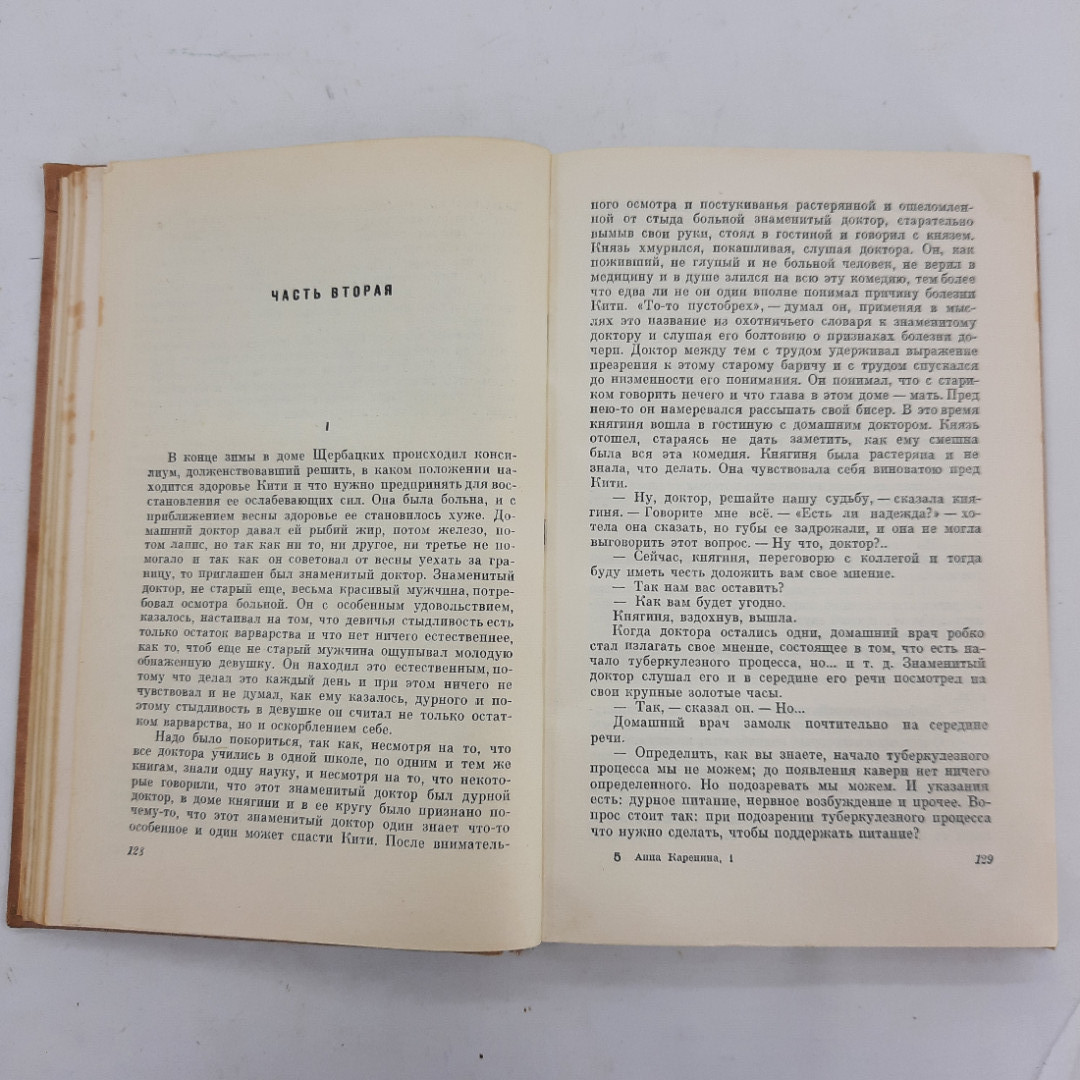 ЧАСТЬ ВТОРАЯ
I
В конце зимы в доме Щербацких происходил конси-
лиум, долженствовавший решить, в каком положении на-
ходится здоровье Кити и что нужно предпринять для вос-
становления ее ослабевающих сил. Она была больна, и с
приближением весны здоровье ее становилось хуже. До-
машний доктор давал ей рыбий жир, потом железо, по-
том лапис, но так как ни то, ни другое, ни третье не по-
могало и так как он советовал от весны уехать за гра-
ницу, то приглашен был знаменитый доктор. Знаменитый
доктор, не старый еще, весьма красивый мужчина, потре-
бовал осмотра больной. Он с особенным удовольствием,
казалось, настаивал на том, что девичья стыдливость есть
только остаток варварства и что нет ничего естественнее,
как то, чтоб еще не старый мужчина ощупывал молодую
обнаженную девушку. Он находил это естественным, по-
тому что делал это каждый день и при этом ничего не
чувствовал и не думал, как ему казалось, дурного и по-
этому стыдливость в девушке он считал не только остат-
ком варварства, но и оскорблением себе.
Надо было покориться, так как, несмотря на то, что
все доктора учились в одной школе, по одним и тем же
книгам, знали одну науку, и несмотря на то, что некото-
рые говорили, что этот знаменитый доктор был дурной
доктор, в доме княгини и в ее кругу было признано по-
чему-то, что этот знаменитый доктор один знает что-то
особенное и один может спасти Кити. После вниматель-
128
ного осмотра и постукиванья растерянной и ошеломлен-
ной от стыда больной знаменитый доктор, старательно
вымыв свои руки, стоял в гостиной и говорил с князем.
Князь хмурился, покашливая, слушая доктора. Он, как
поживший, не глупый и не больной человек, не верил в
медицину и в душе злился на всю эту комедию, тем более
что едва ли не он один вполне понимал причину болезни
Кити. «То-то пустобрех», — думал он, применяя в мыс-
лях это название из охотничьего словаря к знаменитому
доктору и слушая его болтовню о признаках болезни до-
чери. Доктор между тем с трудом удерживал выражение
презрения к этому старому баричу и с трудом спускался
до низменности его понимания. Он понимал, что с стари-
ком говорить нечего и что глава в этом доме — мать. Пред
нею-то он намеревался рассыпать свой бисер. В это время
княгиня вошла в гостиную с домашним доктором. Князь
отошел, стараясь не дать заметить, как ему смешна
была вся эта комедия. Княгиня была растеряна и не
знала, что делать. Она чувствовала себя виноватою пред
Кити.
— Ну, доктор, решайте нашу судьбу, — сказала кня-
гиня. — Говорите мне всё. — «Есть ли надежда?» — хо-
тела она сказать, но губы ее задрожали, и она не могла
выговорить этот вопрос. — Ну что, доктор?..
— Сейчас, княгиня, переговорю с коллегой и тогда
буду иметь честь доложить вам свое мнение.
— Так нам вас оставить?
— Как вам будет угодно.
Княгиня, вздохнув, вышла.
Когда доктора остались одни, домашний врач робко
стал излагать свое мнение, состоящее в том, что есть на-
чало туберкулезного процесса, но... и т. д. Знаменитый
доктор слушал его и в середине его речи посмотрел на
свои крупные золотые часы.
— Так, — сказал он. — Но...
Домашний врач замолк почтительно на середине
речи.
— Определить, как вы знаете, начало туберкулезного
процесса мы не можем; до появления каверн нет ничего
определенного. Но подозревать мы можем. И указания
есть: дурное питание, нервное возбуждение и прочее. Во-
прос стоит так: при подозрении туберкулезного процесса
что нужно сделать, чтобы поддержать питание?
5 Анна Каренина, 1
129